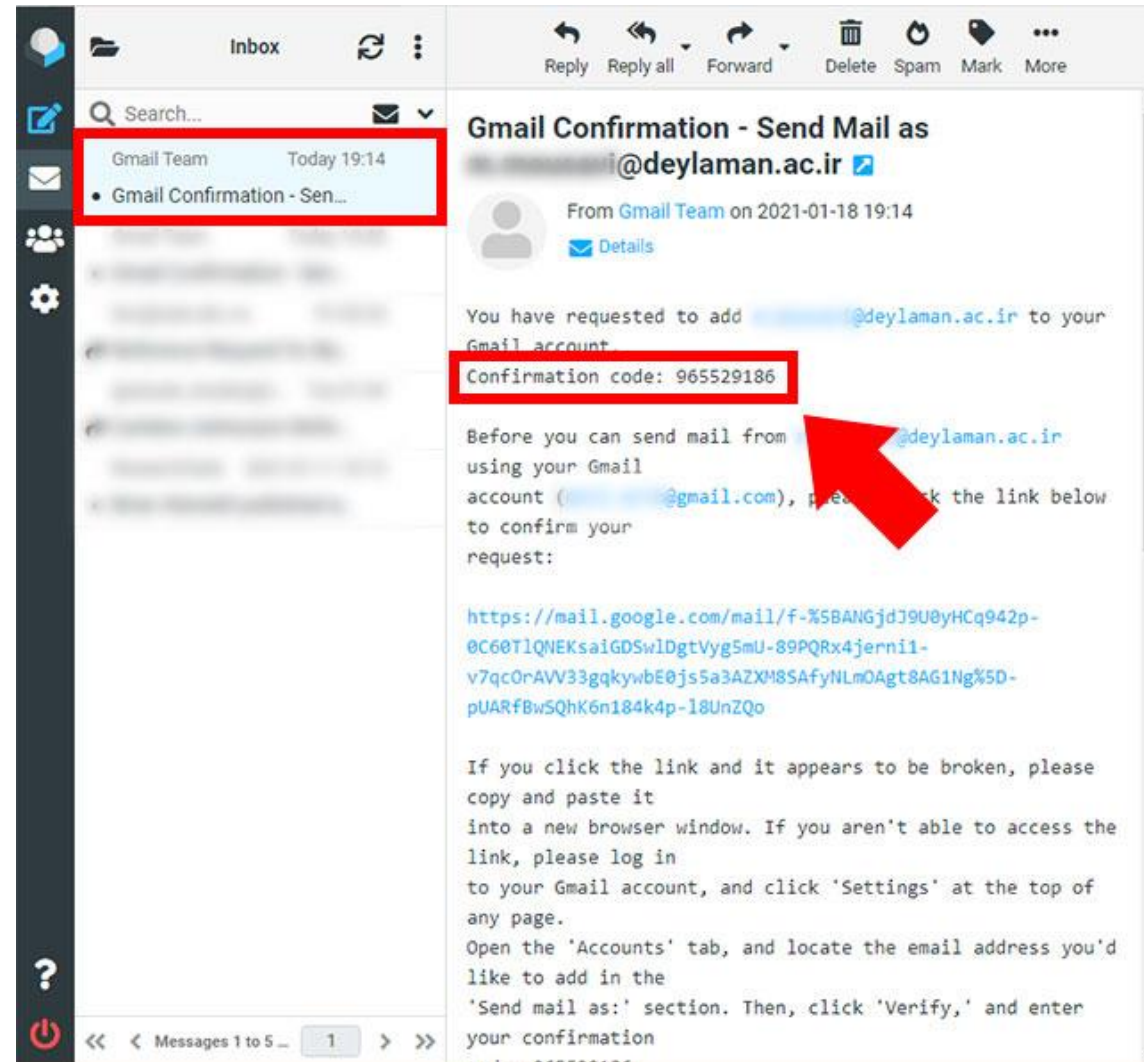 Inbox
Reply Reply all Forward Delete Spam Mark More
Search...
Gmail Team Today 19:14
Gmail Confirmation - Sen...
Messages 1 to 5 ... 1
Gmail Confirmation - Send Mail as
@deylaman.ac.ir
From Gmail Team on 2021-01-18 19:14
Details
You have requested to add @deylaman.ac.ir to your
Gmail account.
Confirmation code: 965529186
Before you can send mail from @deylaman.ac.ir
using your Gmail
account ( @gmail.com), the link below
to confirm your
request:
https://mail.google.com/mail/f-%5BANGjdJ9U0yHCq942p-
0C60TlQNEKsaiGDSwlDgtVyg5mU-89PQRx4jerni1-
v7qcOrAVV33gqkywbE0js5a3AZXM8SAfyNLmOAgt8AG1Ng%5D-
pUARfBwSQhK6n184k4p-l8UnZQo
If you click the link and it appears to be broken, please
copy and paste it
into a new browser window. If you aren't able to access the
link, please log in
to your Gmail account, and click 'Settings' at the top of
any page.
Open the 'Accounts' tab, and locate the email address you'd
like to add in the
'Send mail as:' section. Then, click 'Verify,' and enter
your confirmation